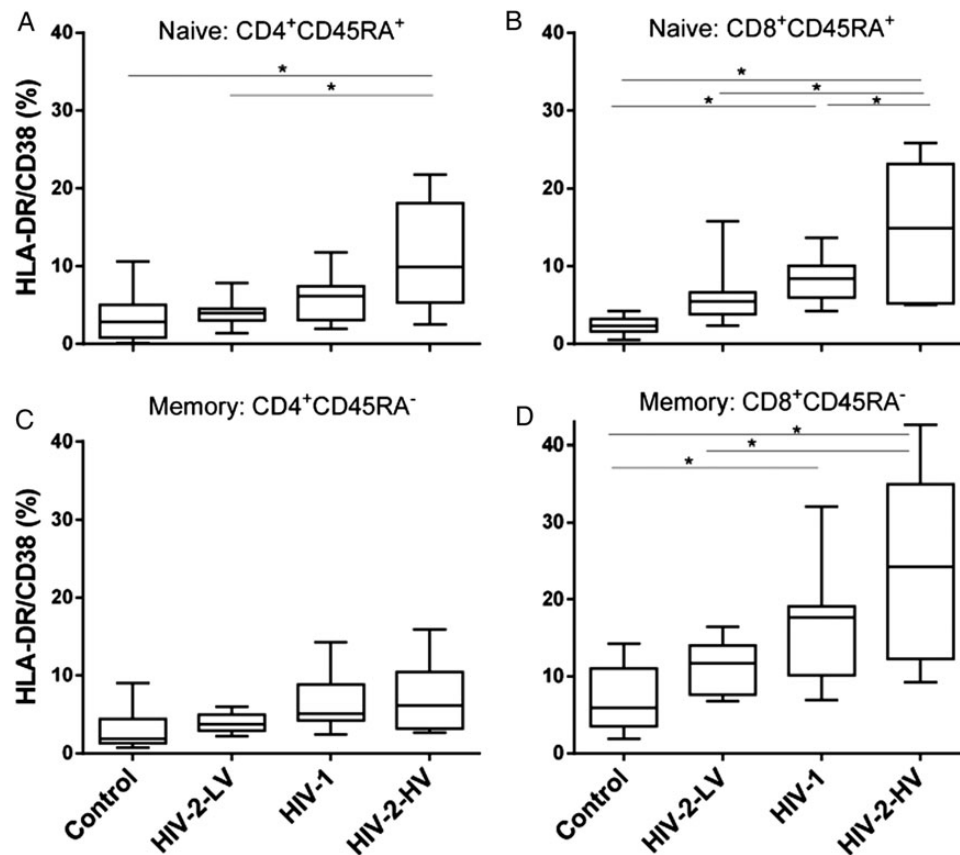 A
Naive: CD4⁺CD45RA⁺
B
Naive: CD8⁺CD45RA⁺
HLA-DR/CD38 (%)
40
30
20
10
0
*
*
40
30
20
10
0
*
*
*
*
C
Memory: CD4⁺CD45RA⁻
D
Memory: CD8⁺CD45RA⁻
HLA-DR/CD38 (%)
40
30
20
10
0
40
30
20
10
0
*
*
*
Control
HIV-2-LV
HIV-1
HIV-2-HV
Control
HIV-2-LV
HIV-1
HIV-2-HV